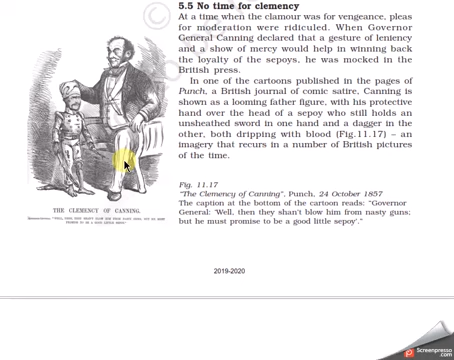 5.5 No time for clemency
At a time when the clamour was for vengeance, pleas
for moderation were ridiculed. When Governor
General Canning declared that a gesture of leniency
and a show of mercy would help in winning back
the loyalty of the sepoys, he was mocked in the
British press.
In one of the cartoons published in the pages of
Punch, a British journal of comic satire, Canning is
shown as a looming father figure, with his protective
hand over the head of a sepoy who still holds an
unsheathed sword in one hand and a dagger in the
other, both dripping with blood (Fig.11.17) – an
imagery that recurs in a number of British pictures
of the time.
THE CLEMENCY OF CANNING.
Fig. 11.17
"The Clemency of Canning", Punch, 24 October 1857
The caption at the bottom of the cartoon reads: "Governor
General: 'Well, then they shan't blow him from nasty guns;
but he must promise to be a good little sepoy'."
2019-2020
Screenpresso